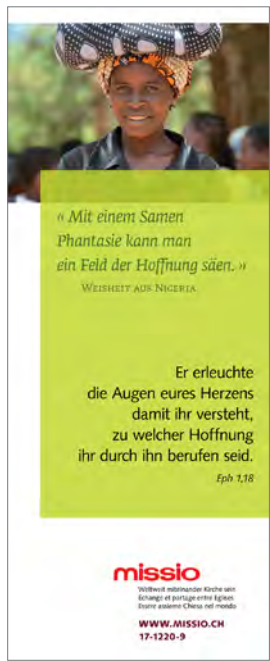 « Mit einem Samen
Phantasie kann man
ein Feld der Hoffnung säen. »
WEISHEIT AUS NIGERIA
Er erleuchte
die Augen eures Herzens
damit ihr versteht,
zu welcher Hoffnung
ihr durch ihn berufen seid.
Eph 1,18
missio
Weltweit miteinander Kirche sein
Echange et partage entre Eglises
Essere assieme Chiesa nel mondo
WWW.MISSIO.CH
17-1220-9